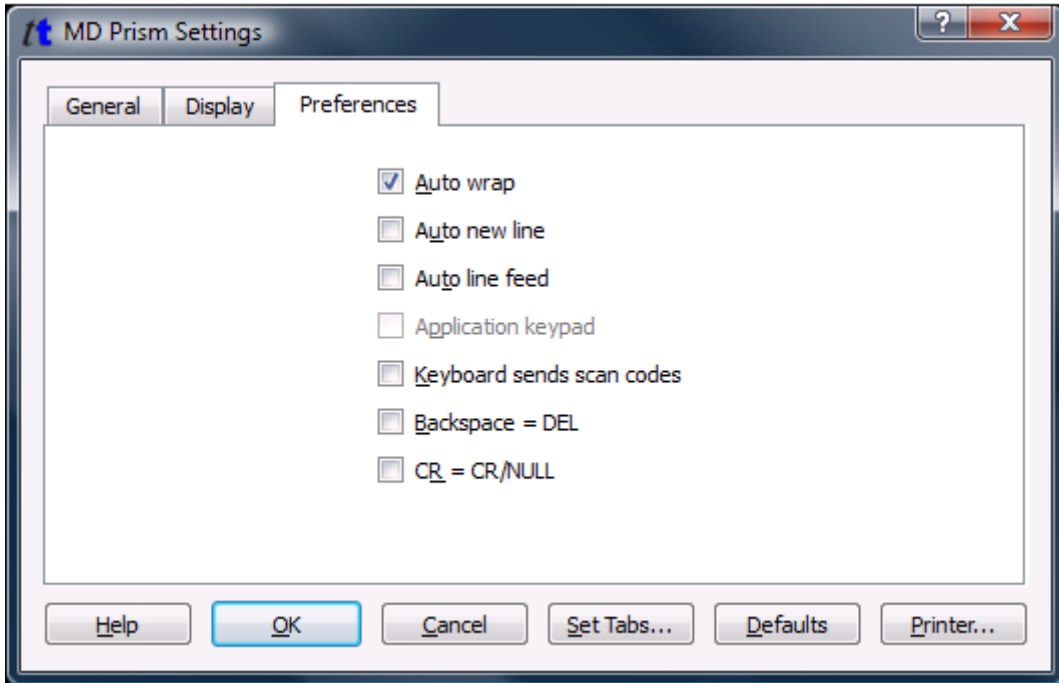 tt MD Prism Settings
General Display Preferences
Auto wrap
Auto new line
Auto line feed
Application keypad
Keyboard sends scan codes
Backspace = DEL
CR = CR/NULL
Help OK Cancel Set Tabs... Defaults Printer...